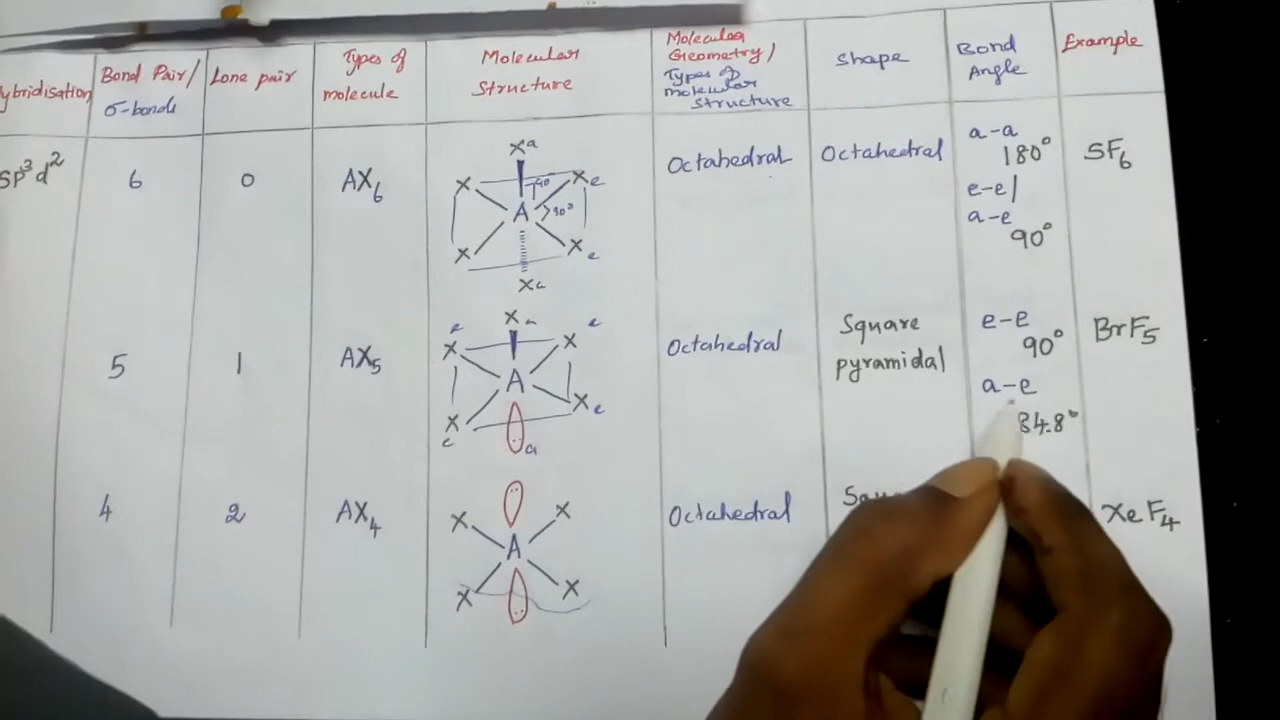 ybridisation
Bond Pair/
σ-bonds
Lone pair
Types of
molecule
Molecular
Structure
Molecular
Geometry/
Types of
molecular
structure
Shape
Bond
Angle
Example
SP³d²
6
0
AX₆
Xa
X
Xe
90
A
90°
X
Xe
Xa
Octahedral
Octahedral
a-a
180°
e-e/
a-e
90°
SF₆
5
1
AX₅
Xa
e
X
X
e
A
X
e
Xe
a
Octahedral
Square
pyramidal
e-e
90°
a-e
84.8°
BrF₅
4
2
AX₄
X
X
A
X
X
Octahedral
XeF₄